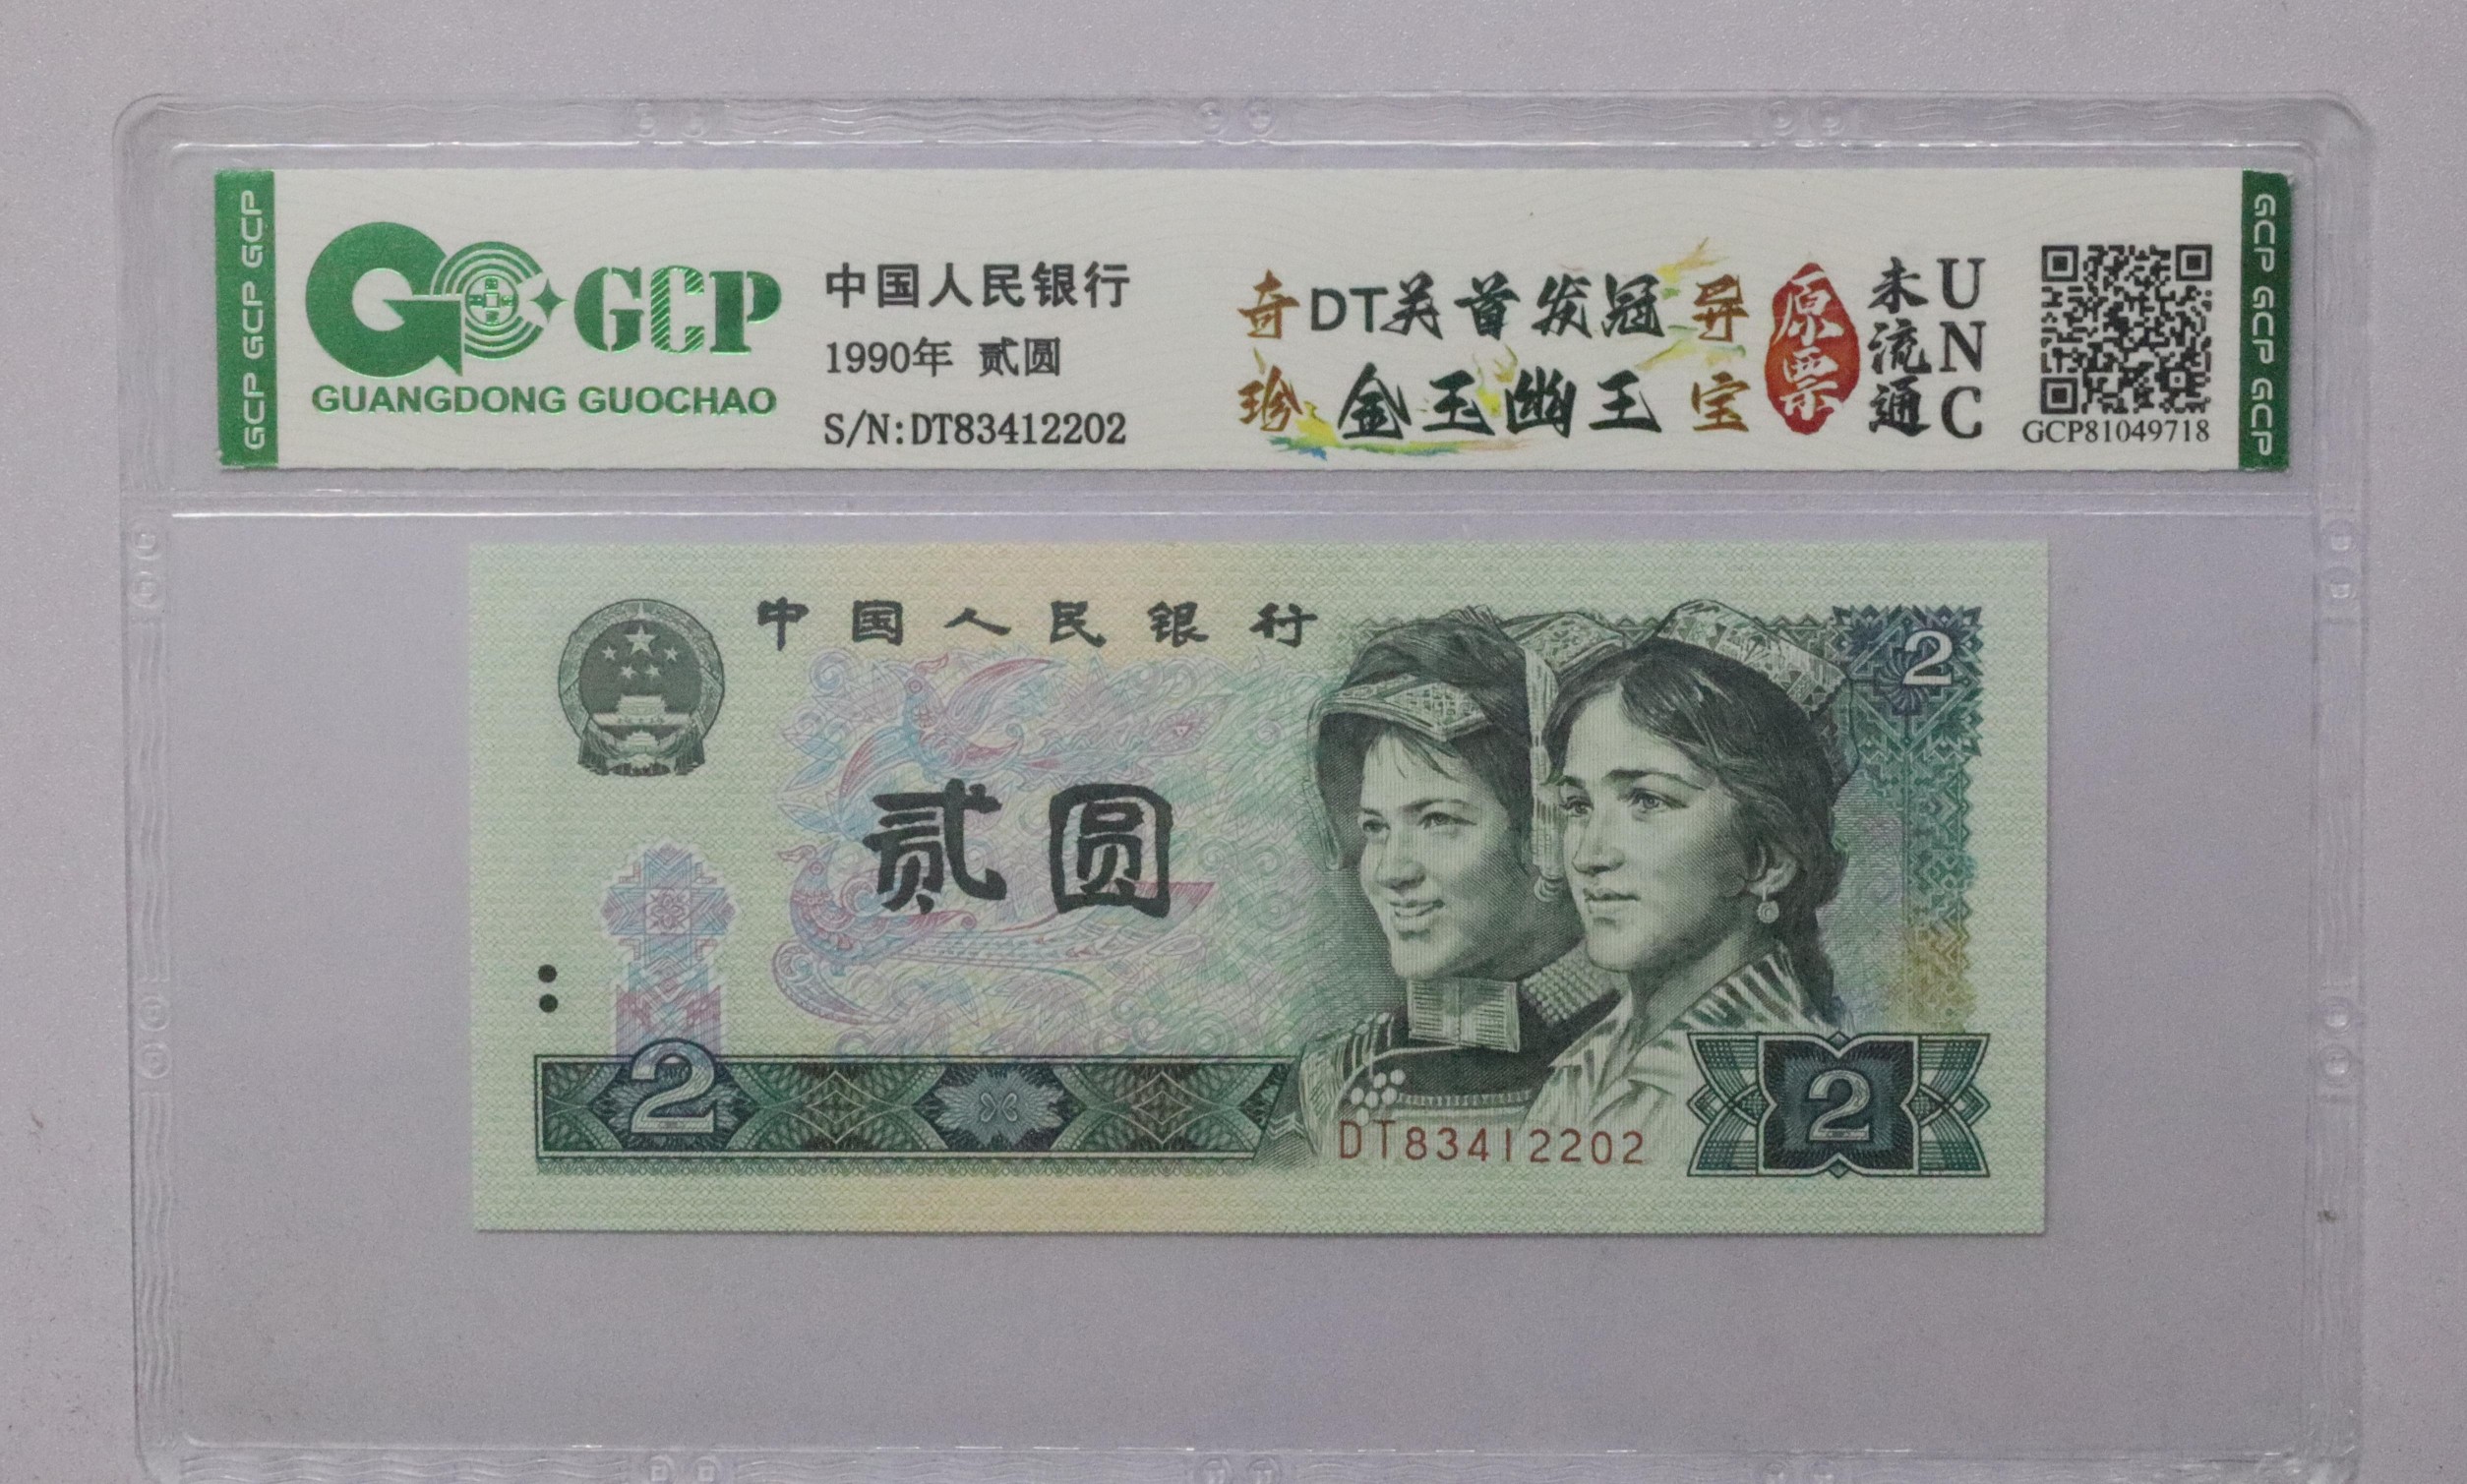 GCP GCP GCP
GCP
GUANGDONG GUOCHAO
中国人民银行
1990年 贰圆
S/N:DT83412202
奇 DT关首发冠 异
珍 金玉幽王 宝
原票
未流通
UNC
GCP81049718
GCP GCP GCP
中国人民银行
2
贰圆
2
DT83412202
2